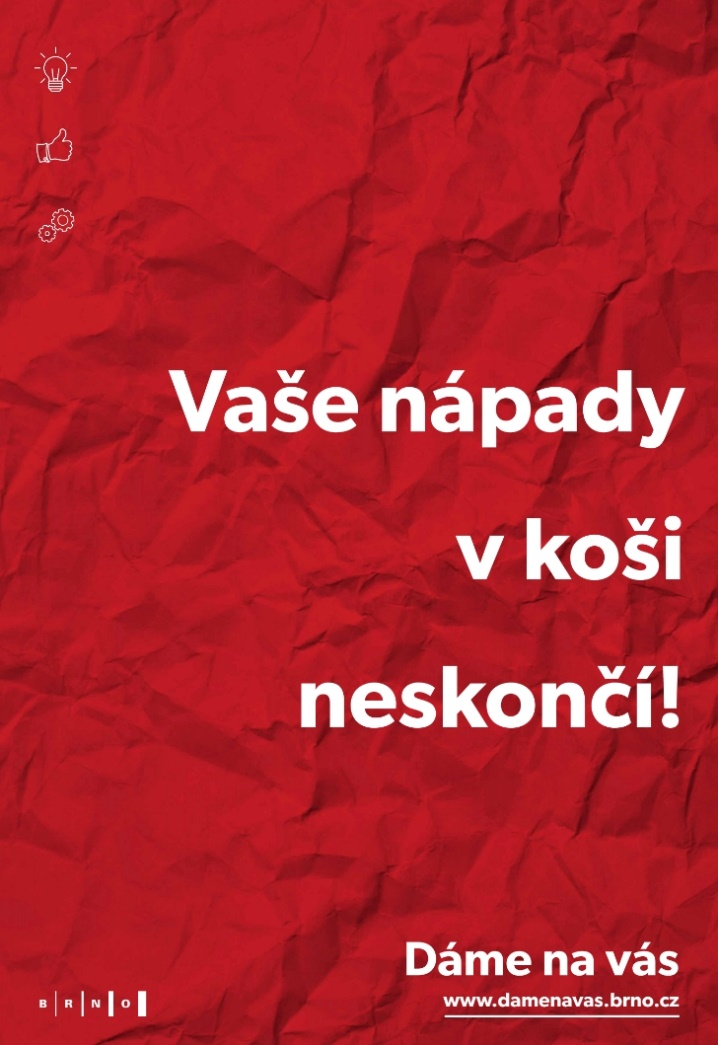 Vaše nápady
v koši
neskončí!
Dáme na vás
www.damenavas.brno.cz
BRNO